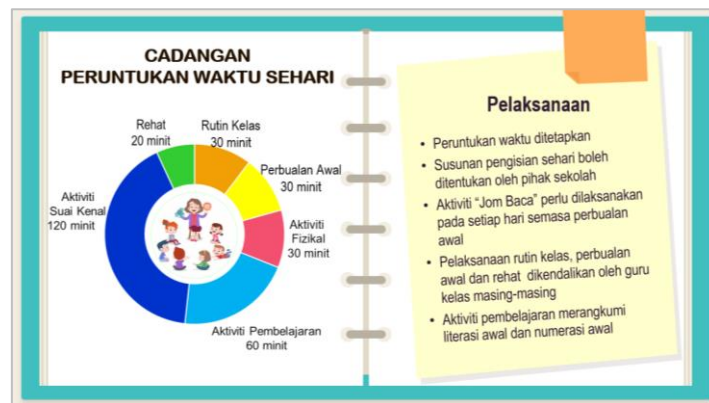 CADANGAN
PERUNTUKAN WAKTU SEHARI
Rehat
20 minit
Rutin Kelas
30 minit
Perbualan Awal
30 minit
Aktiviti
Fizikal
30 minit
Aktiviti
Suai Kenal
120 minit
Aktiviti Pembelajaran
60 minit
Pelaksanaan
• Peruntukan waktu ditetapkan
• Susunan pengisian sehari boleh
ditentukan oleh pihak sekolah
• Aktiviti “Jom Baca” perlu dilaksanakan
pada setiap hari semasa perbualan
awal
• Pelaksanaan rutin kelas, perbualan
awal dan rehat dikendalikan oleh guru
kelas masing-masing
• Aktiviti pembelajaran merangkumi
literasi awal dan numerasi awal